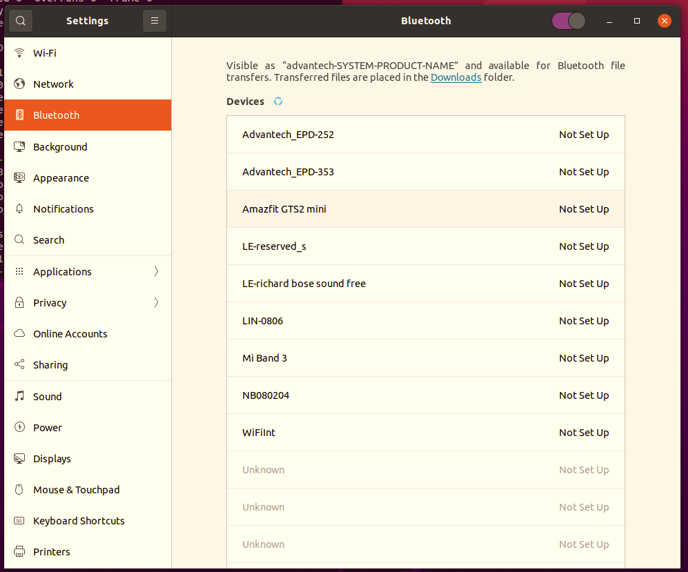 Settings
Bluetooth
Wi-Fi
Network
Bluetooth
Background
Appearance
Notifications
Search
Applications
Privacy
Online Accounts
Sharing
Sound
Power
Displays
Mouse & Touchpad
Keyboard Shortcuts
Printers
Visible as "advantech-SYSTEM-PRODUCT-NAME" and available for Bluetooth file
transfers. Transferred files are placed in the Downloads folder.
Devices
Advantech_EPD-252 Not Set Up
Advantech_EPD-353 Not Set Up
Amazfit GTS2 mini Not Set Up
LE-reserved_s Not Set Up
LE-richard bose sound free Not Set Up
LIN-0806 Not Set Up
Mi Band 3 Not Set Up
NB080204 Not Set Up
WiFiInt Not Set Up
Unknown Not Set Up
Unknown Not Set Up
Unknown Not Set Up